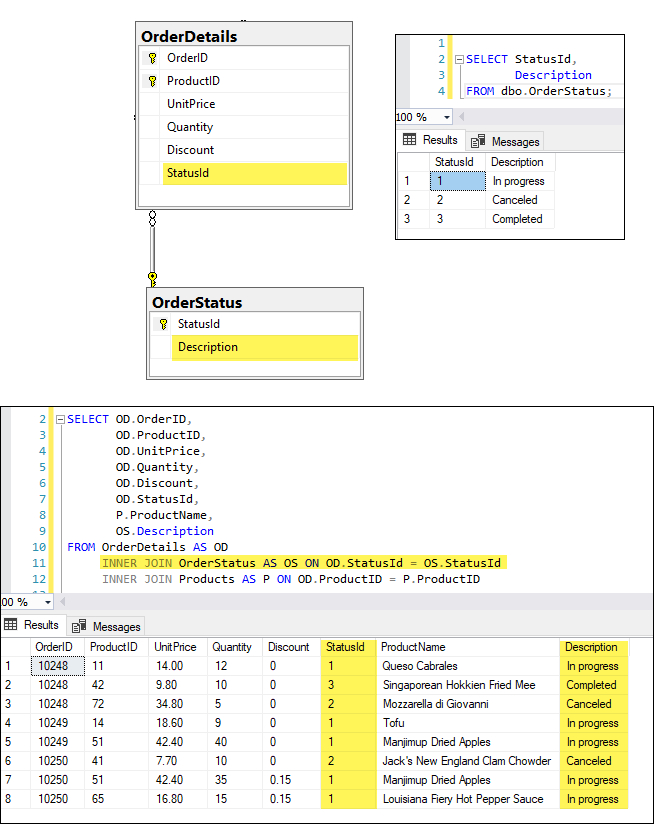 OrderDetails
OrderID
ProductID
UnitPrice
Quantity
Discount
StatusId
OrderStatus
StatusId
Description
1
2 SELECT StatusId,
3 Description
4 FROM dbo.OrderStatus;
100 %
Results Messages
StatusId Description
1 1 In progress
2 2 Canceled
3 3 Completed
2 SELECT OD.OrderID,
3 OD.ProductID,
4 OD.UnitPrice,
5 OD.Quantity,
6 OD.Discount,
7 OD.StatusId,
8 P.ProductName,
9 OS.Description
10 FROM OrderDetails AS OD
11 INNER JOIN OrderStatus AS OS ON OD.StatusId = OS.StatusId
12 INNER JOIN Products AS P ON OD.ProductID = P.ProductID
00 %
Results Messages
OrderID ProductID UnitPrice Quantity Discount StatusId ProductName Description
1 10248 11 14.00 12 0 1 Queso Cabrales In progress
2 10248 42 9.80 10 0 3 Singaporean Hokkien Fried Mee Completed
3 10248 72 34.80 5 0 2 Mozzarella di Giovanni Canceled
4 10249 14 18.60 9 0 1 Tofu In progress
5 10249 51 42.40 40 0 1 Manjimup Dried Apples In progress
6 10250 41 7.70 10 0 2 Jack's New England Clam Chowder Canceled
7 10250 51 42.40 35 0.15 1 Manjimup Dried Apples In progress
8 10250 65 16.80 15 0.15 1 Louisiana Fiery Hot Pepper Sauce In progress